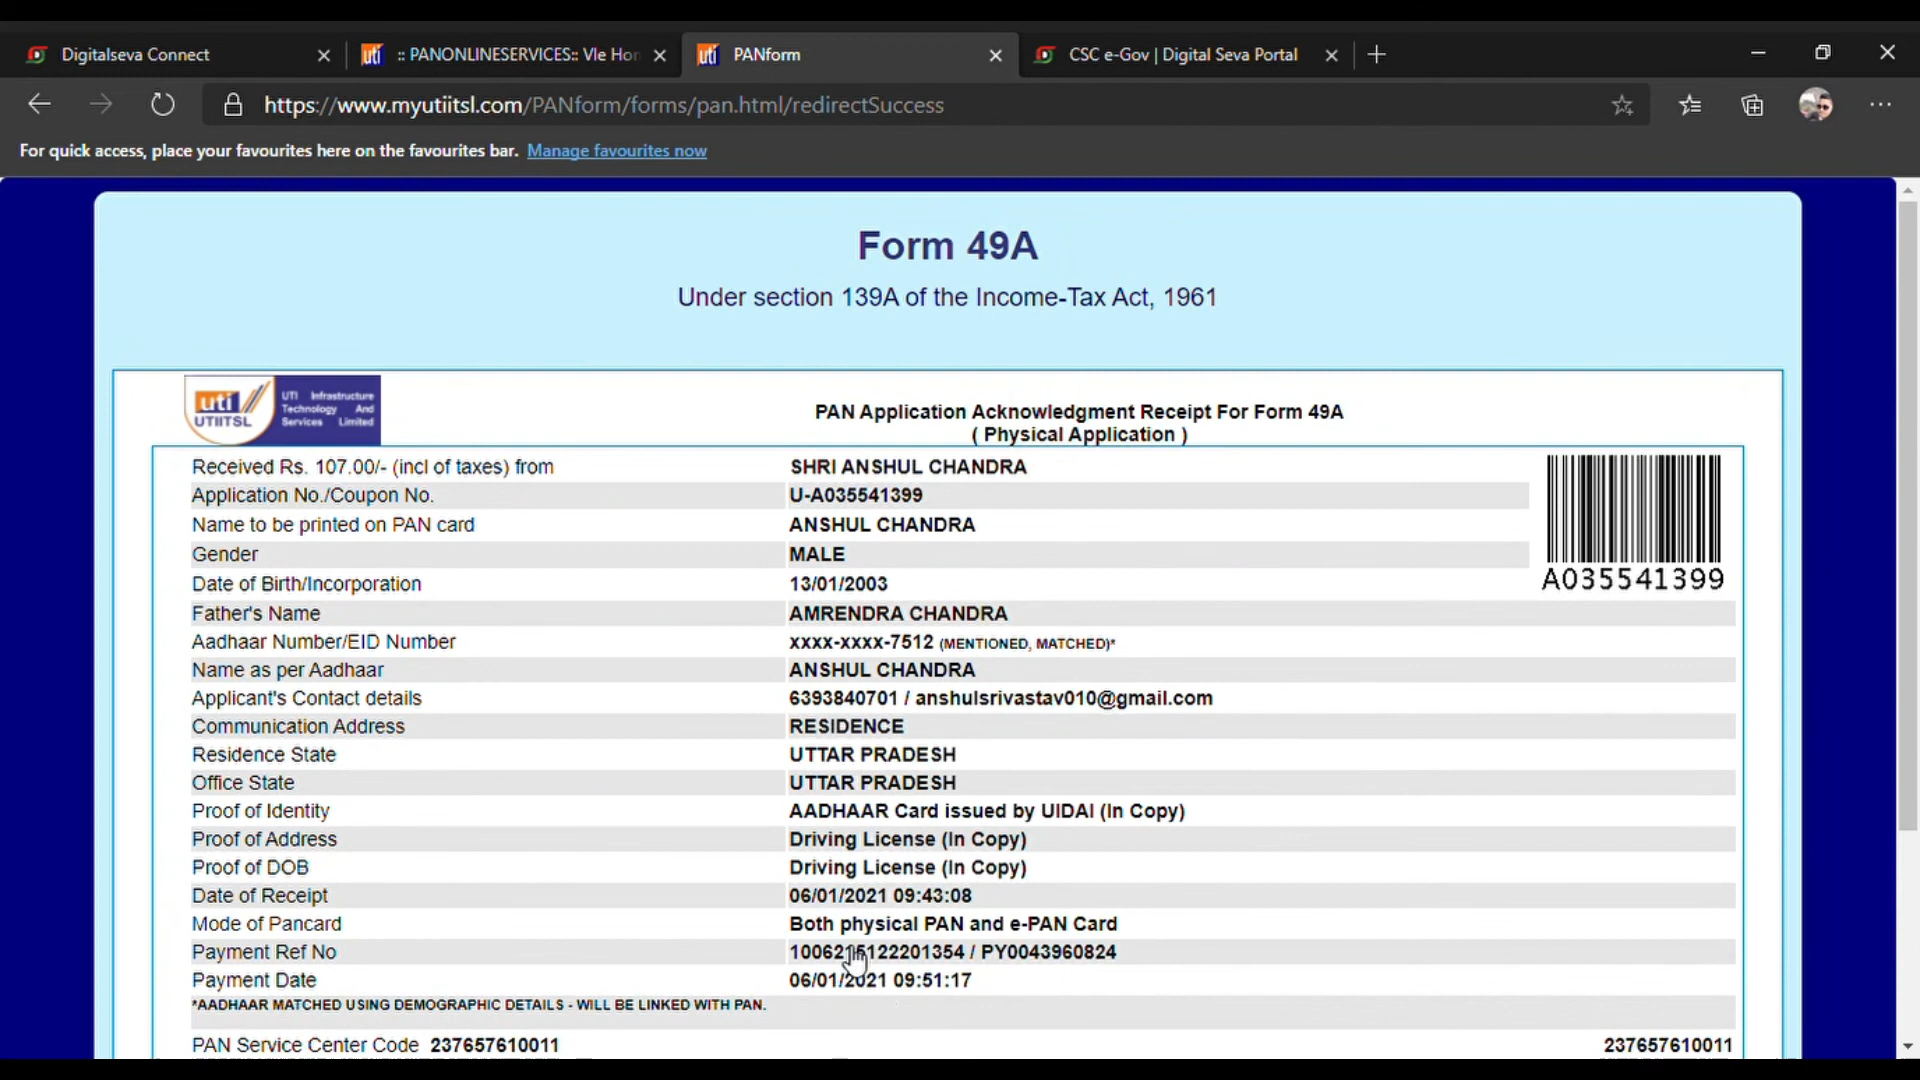 Digitalseva Connect
:: PANONLINESERVICES:: Vle Hon
PANform
CSC e-Gov | Digital Seva Portal
https://www.myutiitsl.com/PANform/forms/pan.html/redirectSuccess
For quick access, place your favourites here on the favourites bar. Manage favourites now
Form 49A
Under section 139A of the Income-Tax Act, 1961
uti
UTIITSL
UTI Infrastructure
Technology And
Services Limited
PAN Application Acknowledgment Receipt For Form 49A
( Physical Application )
Received Rs. 107.00/- (incl of taxes) from SHRI ANSHUL CHANDRA
Application No./Coupon No. U-A035541399
Name to be printed on PAN card ANSHUL CHANDRA
Gender MALE
A035541399
Date of Birth/Incorporation 13/01/2003
Father's Name AMRENDRA CHANDRA
Aadhaar Number/EID Number xxxx-xxxx-7512 (MENTIONED, MATCHED)*
Name as per Aadhaar ANSHUL CHANDRA
Applicant's Contact details 6393840701 / anshulsrivastav010@gmail.com
Communication Address RESIDENCE
Residence State UTTAR PRADESH
Office State UTTAR PRADESH
Proof of Identity AADHAAR Card issued by UIDAI (In Copy)
Proof of Address Driving License (In Copy)
Proof of DOB Driving License (In Copy)
Date of Receipt 06/01/2021 09:43:08
Mode of Pancard Both physical PAN and e-PAN Card
Payment Ref No 1006215122201354 / PY0043960824
Payment Date 06/01/2021 09:51:17
*AADHAAR MATCHED USING DEMOGRAPHIC DETAILS - WILL BE LINKED WITH PAN.
PAN Service Center Code 237657610011 237657610011